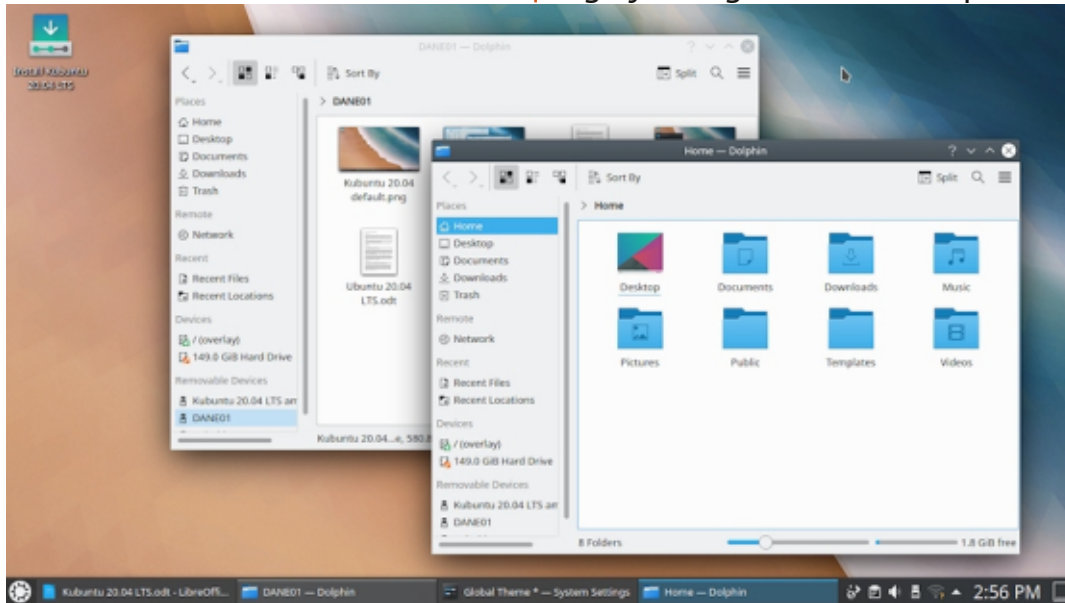 Install Kubuntu
20.04 LTS
DANE01 — Dolphin
Sort By
Split
Places
Home
Desktop
Documents
Downloads
Trash
Remote
Network
Recent
Recent Files
Recent Locations
Devices
/ (overlay)
149.0 GiB Hard Drive
Removable Devices
Kubuntu 20.04 LTS am
DANE01
> DANE01
Kubuntu 20.04
default.png
Ubuntu 20.04
LTS.odt
Kubuntu 20.04...e, 580.8
Home — Dolphin
Sort By
Split
Places
Home
Desktop
Documents
Downloads
Trash
Remote
Network
Recent
Recent Files
Recent Locations
Devices
/ (overlay)
149.0 GiB Hard Drive
Removable Devices
Kubuntu 20.04 LTS am
DANE01
> Home
Desktop Documents Downloads Music
Pictures Public Templates Videos
8 Folders 1.8 GiB free
Kubuntu 20.04 LTS.odt - LibreOffi... DANE01 — Dolphin Global Theme * — System Settings Home — Dolphin 2:56 PM